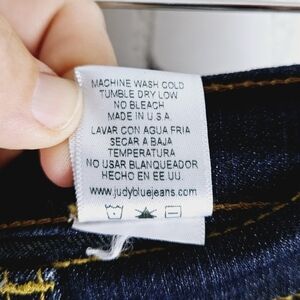 MACHINE WASH COLD
TUMBLE DRY LOW
NO BLEACH
MADE IN U.S.A.
LAVAR CON AGUA FRIA
SECAR A BAJA
TEMPERATURA
NO USAR BLANQUEADOR
HECHO EN EE.UU.
www.judybluejeans.com